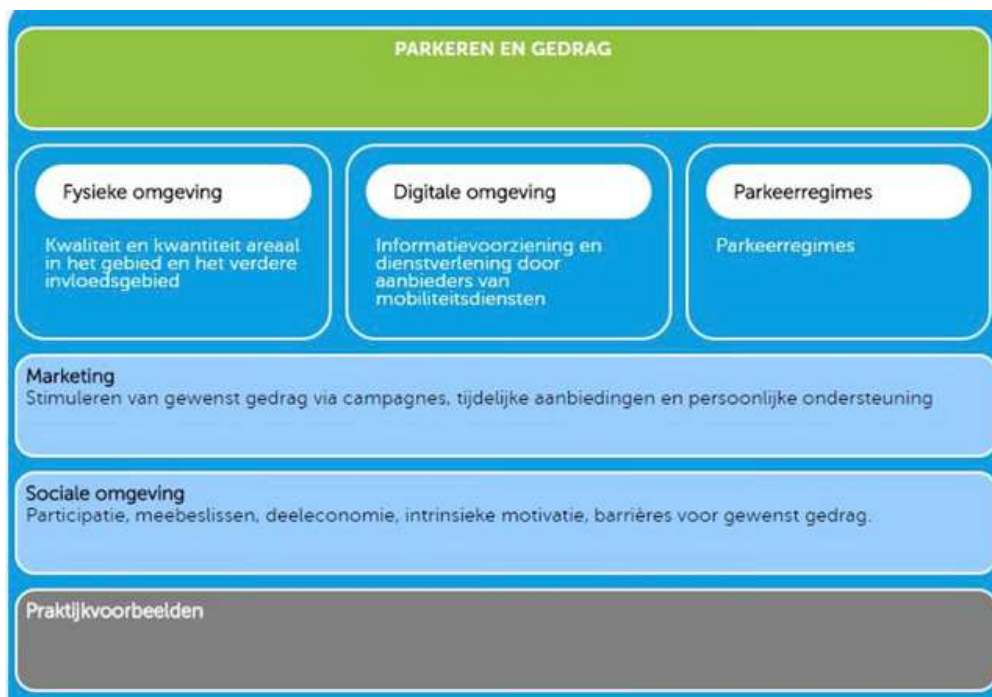 PARKEREN EN GEDRAG
Fysieke omgeving
Kwaliteit en kwantiteit areaal
in het gebied en het verdere
invloedsgebied
Digitale omgeving
Informatievoorziening en
dienstverlening door
aanbieders van
mobiliteitsdiensten
Parkeerregimes
Parkeerregimes
Marketing
Stimuleren van gewenst gedrag via campagnes, tijdelijke aanbiedingen en persoonlijke ondersteuning
Sociale omgeving
Participatie, meebeslissen, deeleconomie, intrinsieke motivatie, barrières voor gewenst gedrag.
Praktijkvoorbeelden